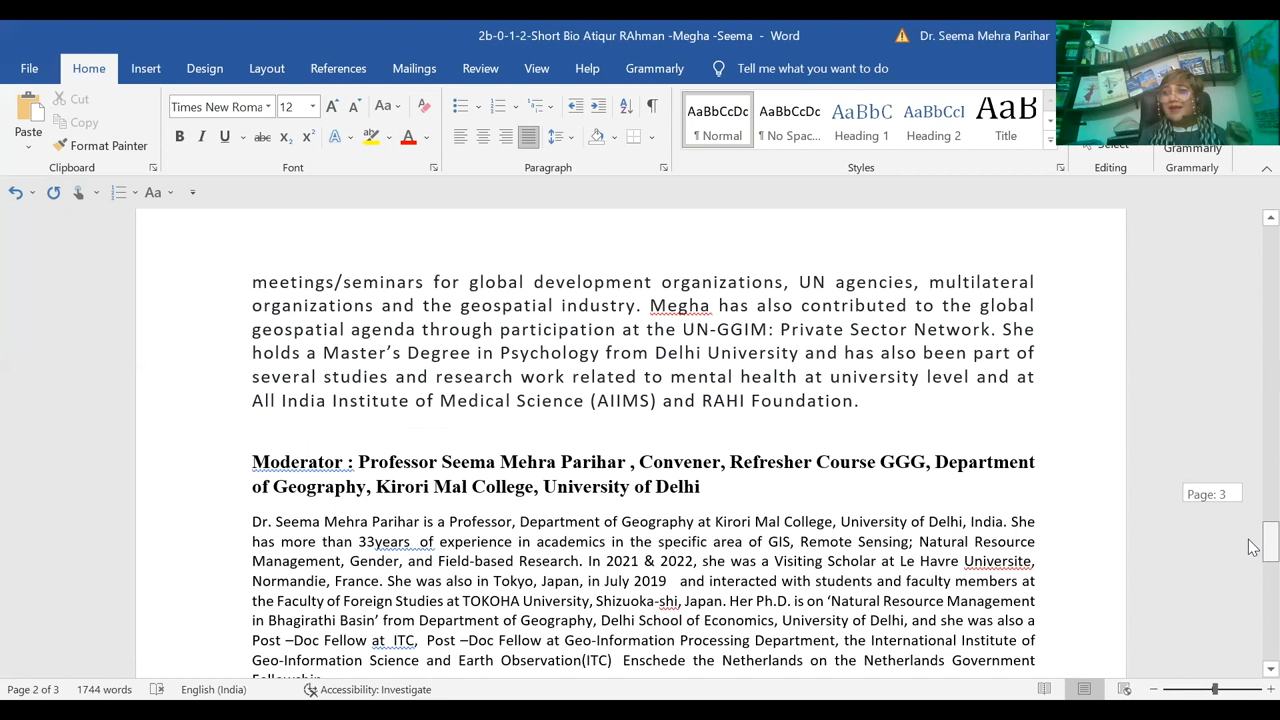 2b-0-1-2-Short Bio Atiqur RAhman -Megha -Seema - Word
Dr. Seema Mehra Parihar
File Home Insert Design Layout References Mailings Review View Help Grammarly Tell me what you want to do
Paste
Cut
Copy
Format Painter
Clipboard
Times New Roma 12
Font
Paragraph
AaBbCcDc AaBbCcDc AaBbC AaBbCcI AaB
¶ Normal ¶ No Spac... Heading 1 Heading 2 Title
Styles
Editing
Grammarly
Grammarly
meetings/seminars for global development organizations, UN agencies, multilateral
organizations and the geospatial industry. Megha has also contributed to the global
geospatial agenda through participation at the UN-GGIM: Private Sector Network. She
holds a Master's Degree in Psychology from Delhi University and has also been part of
several studies and research work related to mental health at university level and at
All India Institute of Medical Science (AIIMS) and RAHI Foundation.
Moderator : Professor Seema Mehra Parihar , Convener, Refresher Course GGG, Department
of Geography, Kirori Mal College, University of Delhi
Dr. Seema Mehra Parihar is a Professor, Department of Geography at Kirori Mal College, University of Delhi, India. She
has more than 33years of experience in academics in the specific area of GIS, Remote Sensing; Natural Resource
Management, Gender, and Field-based Research. In 2021 & 2022, she was a Visiting Scholar at Le Havre Universite,
Normandie, France. She was also in Tokyo, Japan, in July 2019 and interacted with students and faculty members at
the Faculty of Foreign Studies at TOKOHA University, Shizuoka-shi, Japan. Her Ph.D. is on 'Natural Resource Management
in Bhagirathi Basin' from Department of Geography, Delhi School of Economics, University of Delhi, and she was also a
Post –Doc Fellow at ITC, Post –Doc Fellow at Geo-Information Processing Department, the International Institute of
Geo-Information Science and Earth Observation(ITC) Enschede the Netherlands on the Netherlands Government
Page: 3
Page 2 of 3 1744 words English (India) Accessibility: Investigate